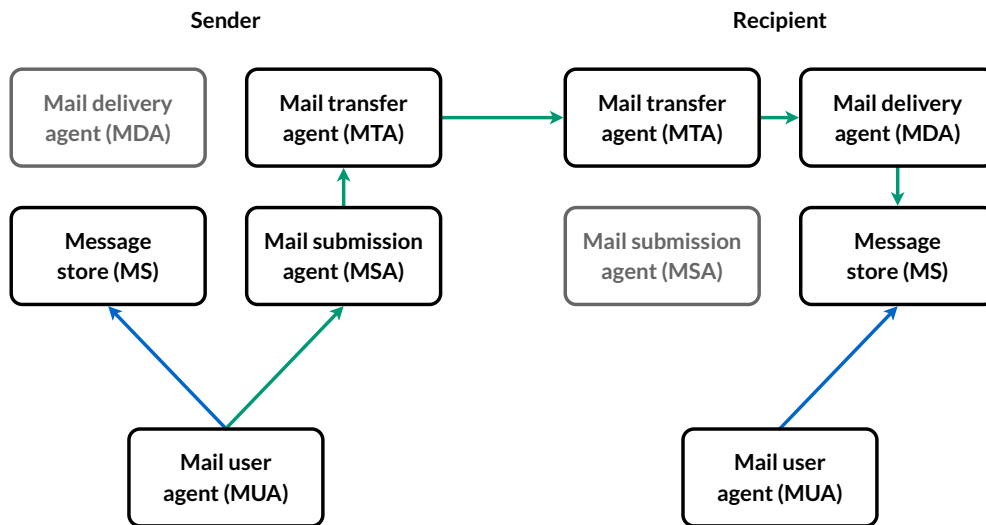 Sender
Recipient
Mail delivery
agent (MDA)
Mail transfer
agent (MTA)
Mail transfer
agent (MTA)
Mail delivery
agent (MDA)
Message
store (MS)
Mail submission
agent (MSA)
Mail submission
agent (MSA)
Message
store (MS)
Mail user
agent (MUA)
Mail user
agent (MUA)